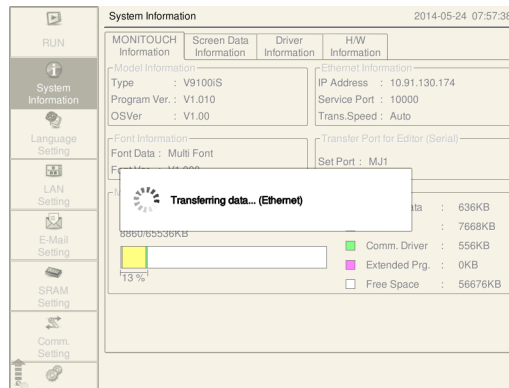 System Information
2014-05-24 07:57:38
RUN
System
Information
Language
Setting
LAN
Setting
E-Mail
Setting
SRAM
Setting
Comm.
Setting
MONITOUCH
Information
Screen Data
Information
Driver
Information
H/W
Information
Model Information
Type : V9100iS
Program Ver. : V1.010
OSVer : V1.00
Ethernet Information
IP Address : 10.91.130.174
Service Port : 10000
Trans.Speed : Auto
Font Information
Font Data : Multi Font
Transfer Port for Editor (Serial)
Set Port : MJ1
Transferring data... (Ethernet)
8860/65536KB
13 %
: 636KB
: 7668KB
Comm. Driver : 556KB
Extended Prg. : 0KB
Free Space : 56676KB